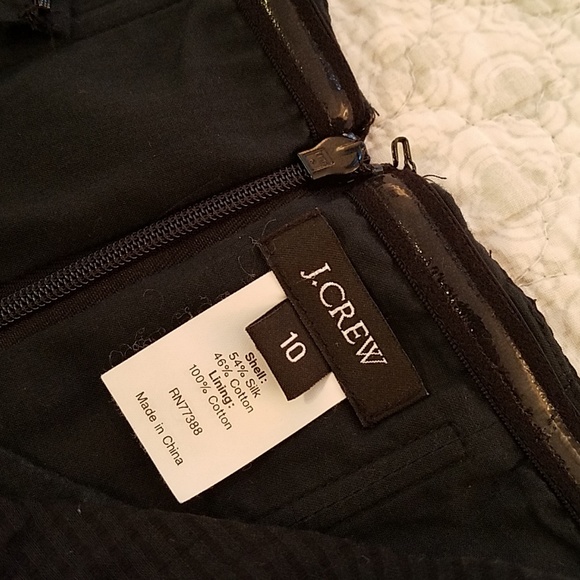 J.CREW
10
Shell:
54% Silk
46% Cotton
Lining:
100% Cotton
RN77388
Made in China